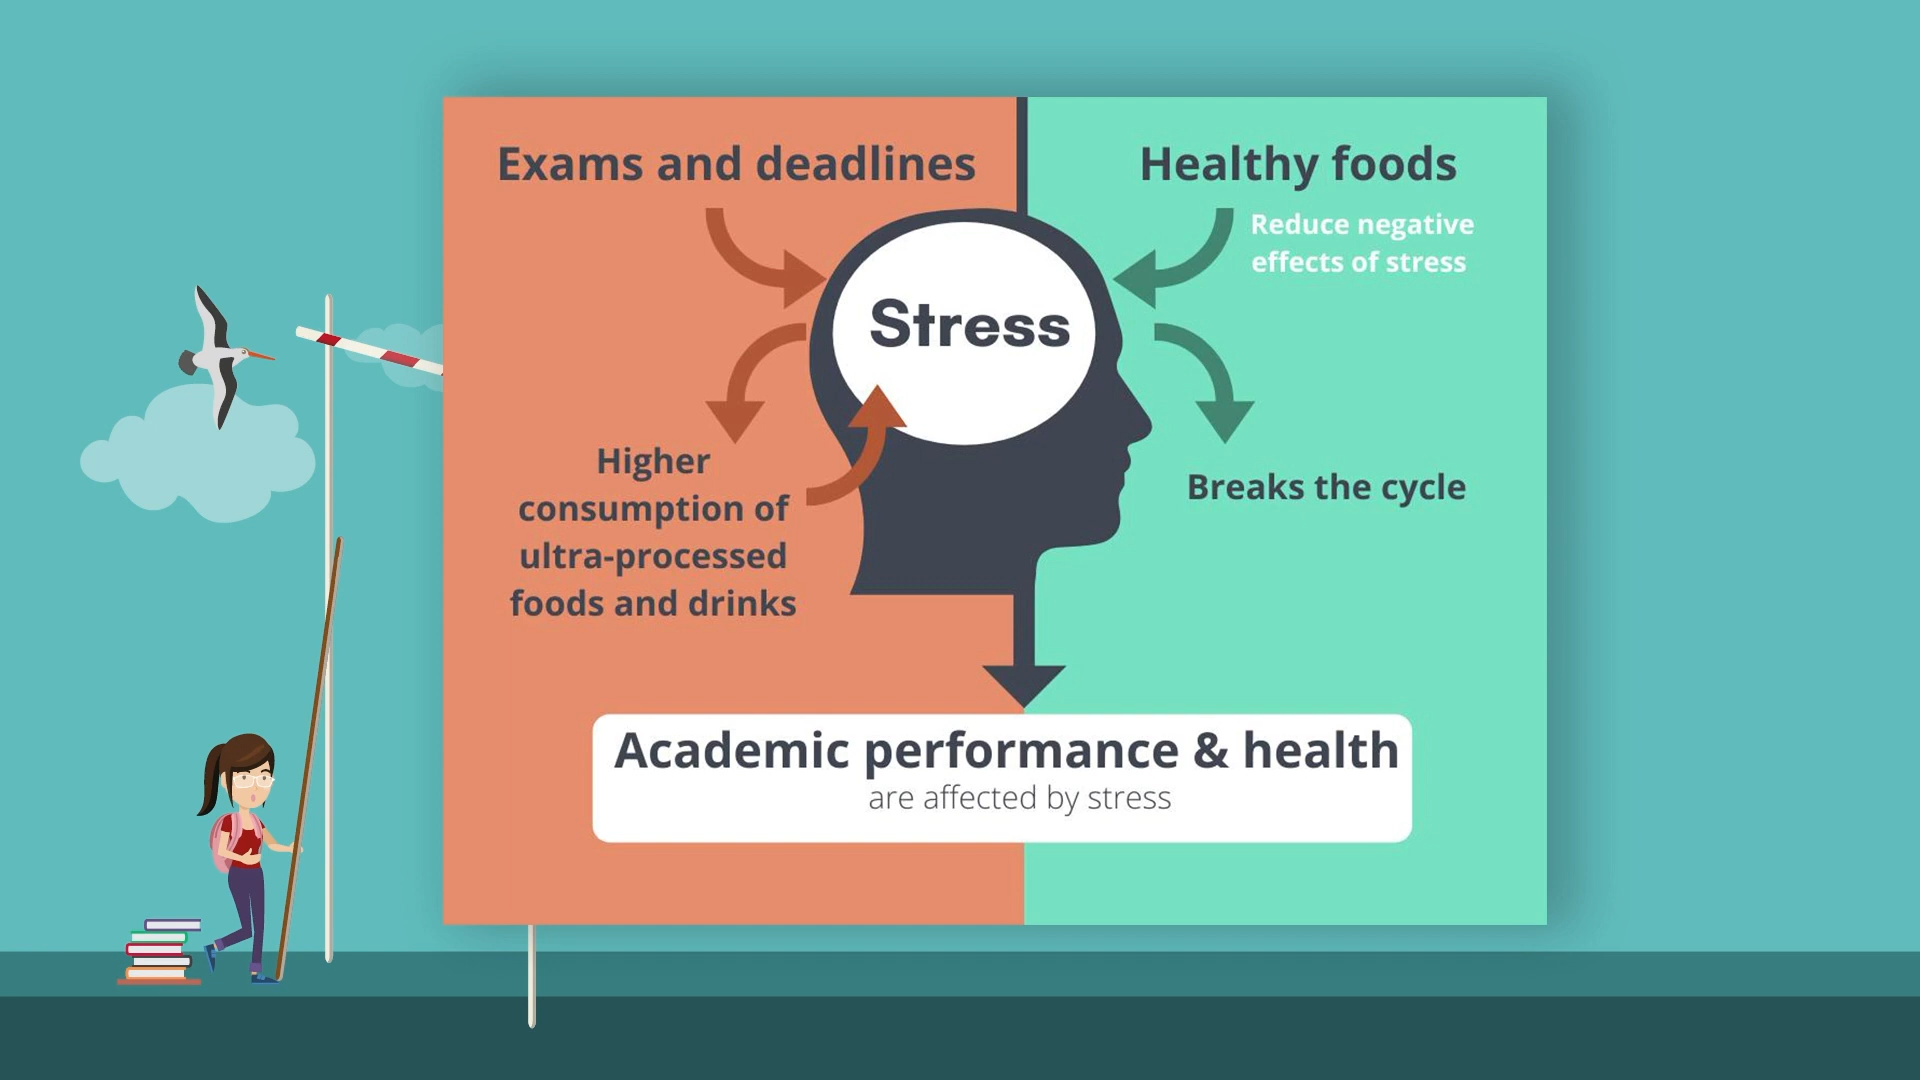 Exams and deadlines
Healthy foods
Reduce negative
effects of stress
Stress
Higher
consumption of
ultra-processed
foods and drinks
Breaks the cycle
Academic performance & health
are affected by stress